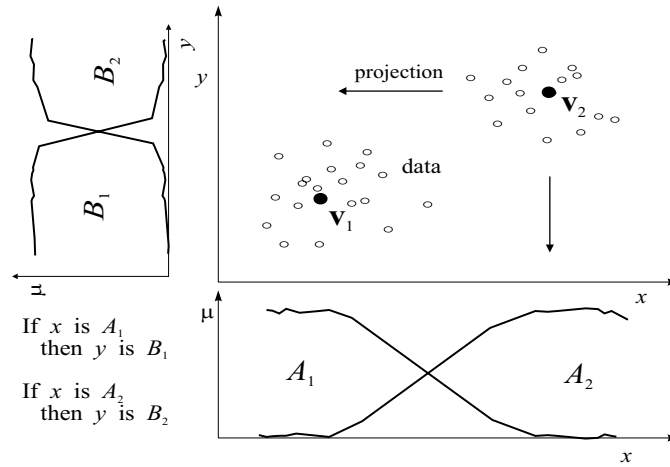 μ
y
B₂
B₁
y
projection
v₂
data
v₁
x
μ
A₁
A₂
x
If x is A₁
then y is B₁
If x is A₂
then y is B₂